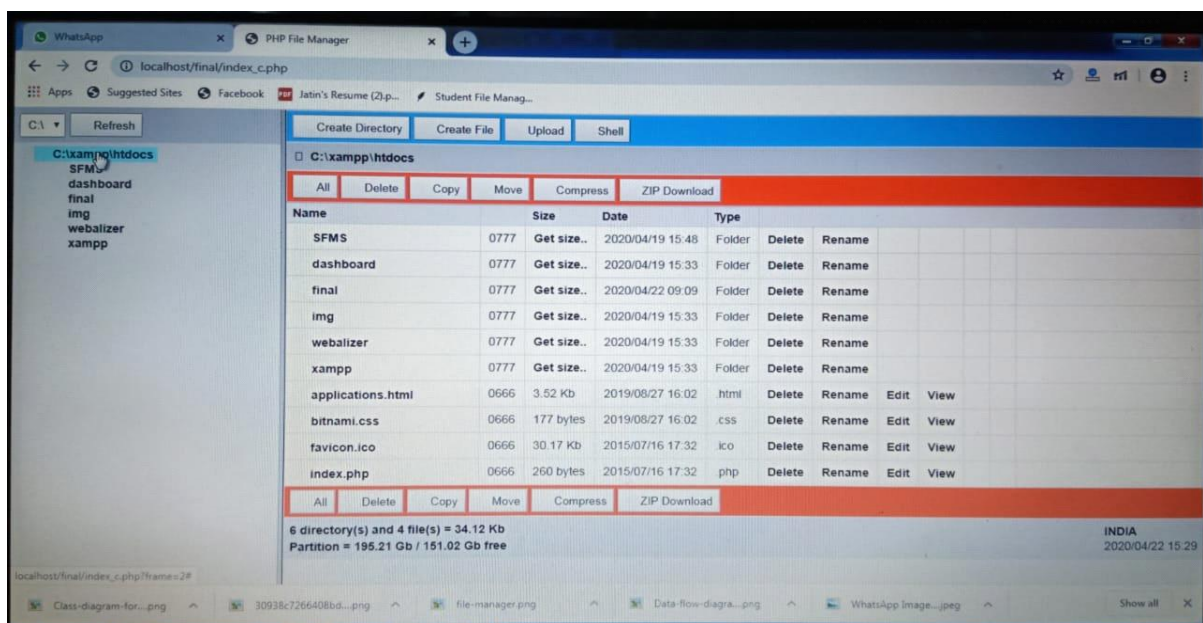 WhatsApp × PHP File Manager × +
localhost/final/index_c.php
Apps Suggested Sites Facebook PDF Jatin's Resume (2).p... Student File Manag...
C:\ Refresh
C:\xampp\htdocs
SFMS
dashboard
final
img
webalizer
xampp
Create Directory Create File Upload Shell
C:\xampp\htdocs
All Delete Copy Move Compress ZIP Download
Name Size Date Type
SFMS 0777 Get size.. 2020/04/19 15:48 Folder Delete Rename
dashboard 0777 Get size.. 2020/04/19 15:33 Folder Delete Rename
final 0777 Get size.. 2020/04/22 09:09 Folder Delete Rename
img 0777 Get size.. 2020/04/19 15:33 Folder Delete Rename
webalizer 0777 Get size.. 2020/04/19 15:33 Folder Delete Rename
xampp 0777 Get size.. 2020/04/19 15:33 Folder Delete Rename
applications.html 0666 3.52 Kb 2019/08/27 16:02 .html Delete Rename Edit View
bitnami.css 0666 177 bytes 2019/08/27 16:02 .css Delete Rename Edit View
favicon.ico 0666 30.17 Kb 2015/07/16 17:32 ico Delete Rename Edit View
index.php 0666 260 bytes 2015/07/16 17:32 php Delete Rename Edit View
All Delete Copy Move Compress ZIP Download
6 directory(s) and 4 file(s) = 34.12 Kb
Partition = 195.21 Gb / 151.02 Gb free
INDIA
2020/04/22 15:29
localhost/final/index_c.php?frame=2#
Class-diagram-for....png 30938c7266408bd....png file-manager.png Data-flow-diagra....png WhatsApp Image....jpeg Show all ×